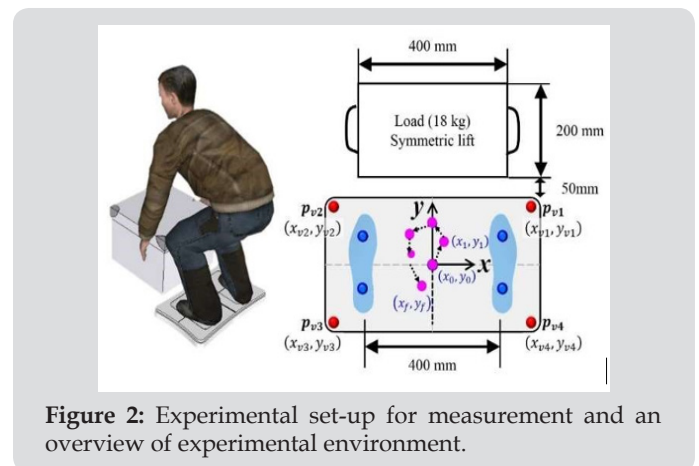 400 mm
Load (18 kg)
Symmetric lift
200 mm
50mm
p_v2
(x_v2, y_v2)
y
p_v1
(x_v1, y_v1)
(x_1, y_1)
x
(x_0, y_0)
(x_f, y_f)
p_v3
(x_v3, y_v3)
p_v4
(x_v4, y_v4)
400 mm
Figure 2: Experimental set-up for measurement and an
overview of experimental environment.